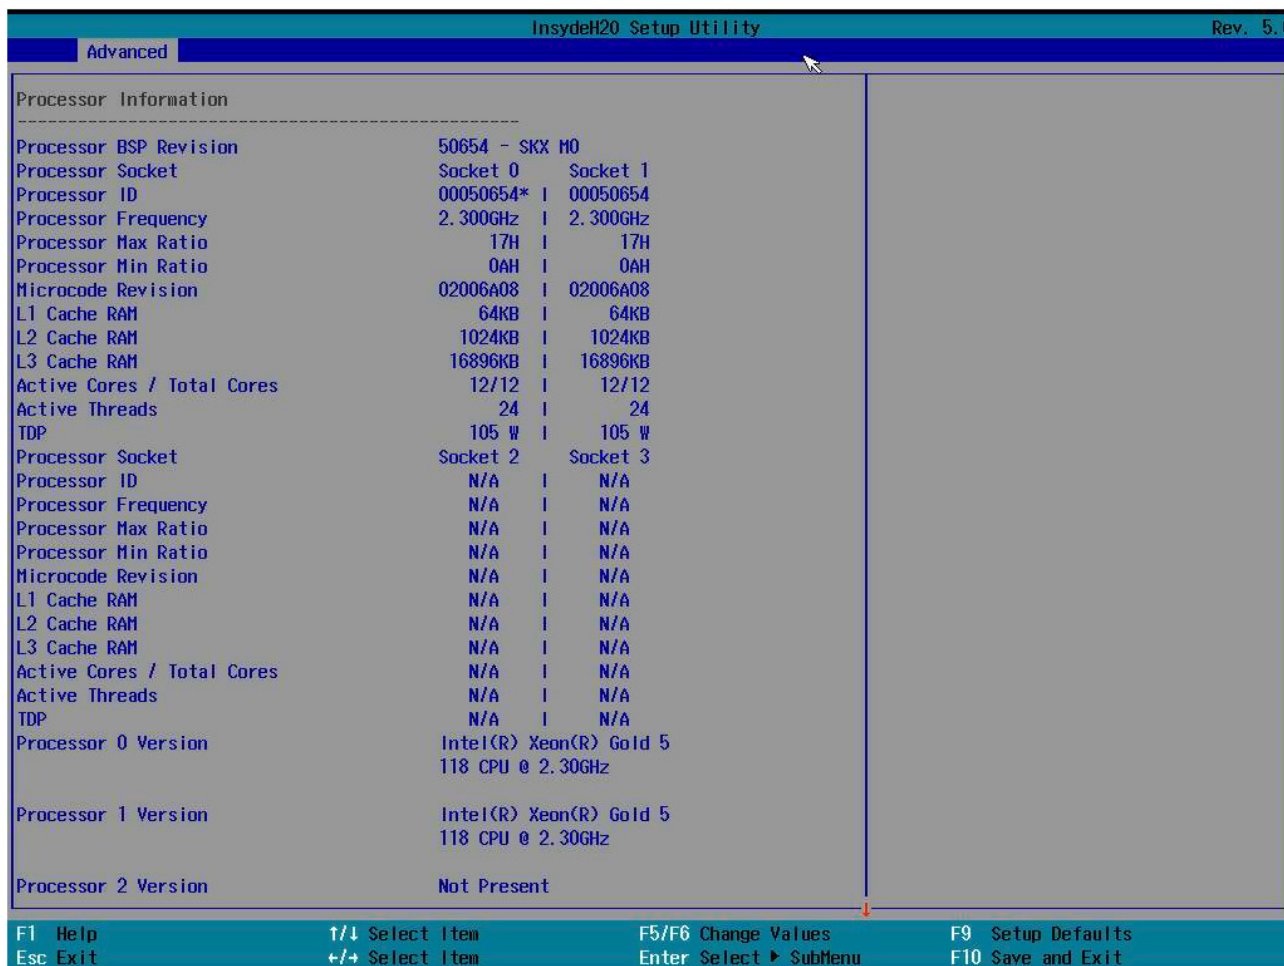 InsydeH20 Setup Utility Rev. 5.
Advanced
Processor Information
----------------------------------------------------
Processor BSP Revision 50654 - SKX M0
Processor Socket Socket 0 Socket 1
Processor ID 00050654* | 00050654
Processor Frequency 2.300GHz | 2.300GHz
Processor Max Ratio 17H | 17H
Processor Min Ratio 0AH | 0AH
Microcode Revision 02006A08 | 02006A08
L1 Cache RAM 64KB | 64KB
L2 Cache RAM 1024KB | 1024KB
L3 Cache RAM 16896KB | 16896KB
Active Cores / Total Cores 12/12 | 12/12
Active Threads 24 | 24
TDP 105 W | 105 W
Processor Socket Socket 2 Socket 3
Processor ID N/A | N/A
Processor Frequency N/A | N/A
Processor Max Ratio N/A | N/A
Processor Min Ratio N/A | N/A
Microcode Revision N/A | N/A
L1 Cache RAM N/A | N/A
L2 Cache RAM N/A | N/A
L3 Cache RAM N/A | N/A
Active Cores / Total Cores N/A | N/A
Active Threads N/A | N/A
TDP N/A | N/A
Processor 0 Version Intel(R) Xeon(R) Gold 5
118 CPU @ 2.30GHz
Processor 1 Version Intel(R) Xeon(R) Gold 5
118 CPU @ 2.30GHz
Processor 2 Version Not Present
F1 Help ↑/↓ Select Item F5/F6 Change Values F9 Setup Defaults
Esc Exit ←/→ Select Item Enter Select ▶ SubMenu F10 Save and Exit